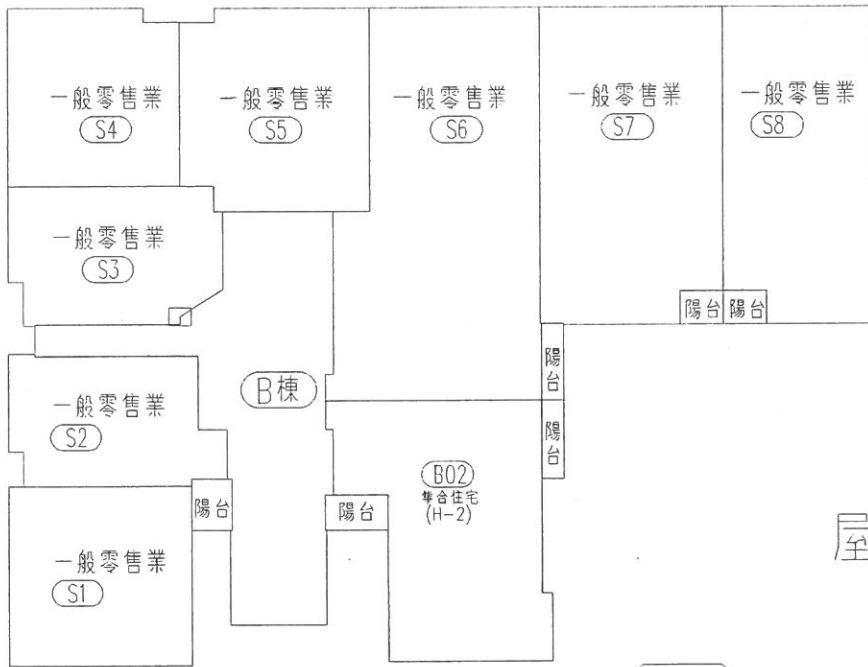 一般零售業
S4
一般零售業
S5
一般零售業
S6
一般零售業
S7
一般零售業
S8
一般零售業
S3
陽台
陽台
陽台
B棟
一般零售業
S2
陽台
B02
集合住宅
(H-2)
陽台
陽台
一般零售業
S1